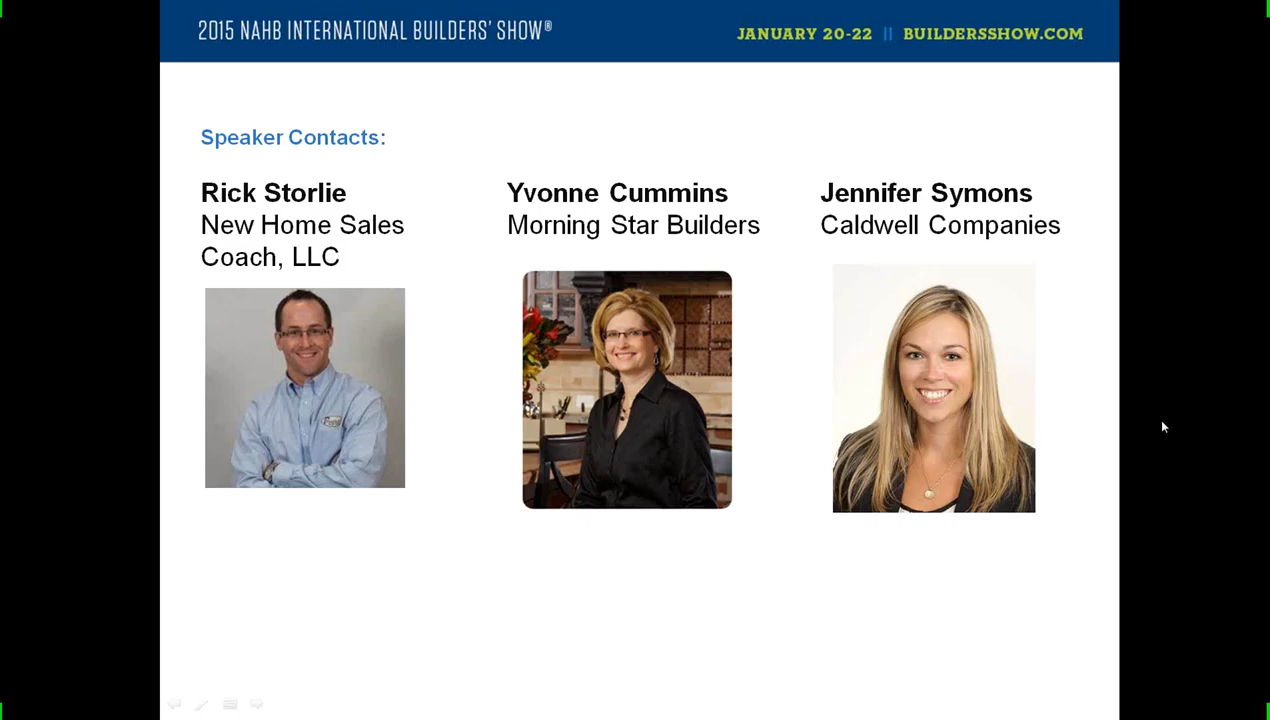 2015 NAHB INTERNATIONAL BUILDERS' SHOW®
JANUARY 20-22 || BUILDERSSHOW.COM
Speaker Contacts:
Rick Storlie
New Home Sales
Coach, LLC
Yvonne Cummins
Morning Star Builders
Jennifer Symons
Caldwell Companies